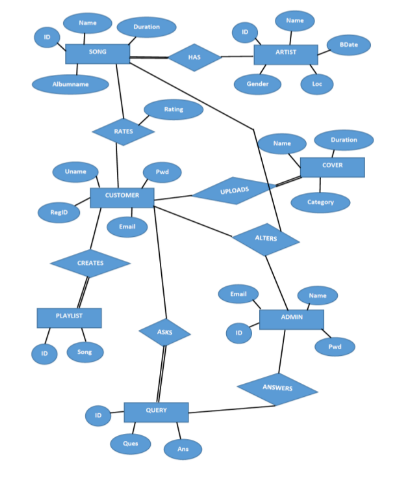 Name
Duration
ID
SONG
Albumname
HAS
Name
ID
ARTIST
BDate
Gender
Loc
Rating
RATES
Name
Duration
COVER
Category
Uname
Pwd
CUSTOMER
RegID
Email
UPLOADS
ALTERS
CREATES
PLAYLIST
ID
Song
ASKS
Email
Name
ADMIN
ID
Pwd
ANSWERS
ID
QUERY
Ques
Ans